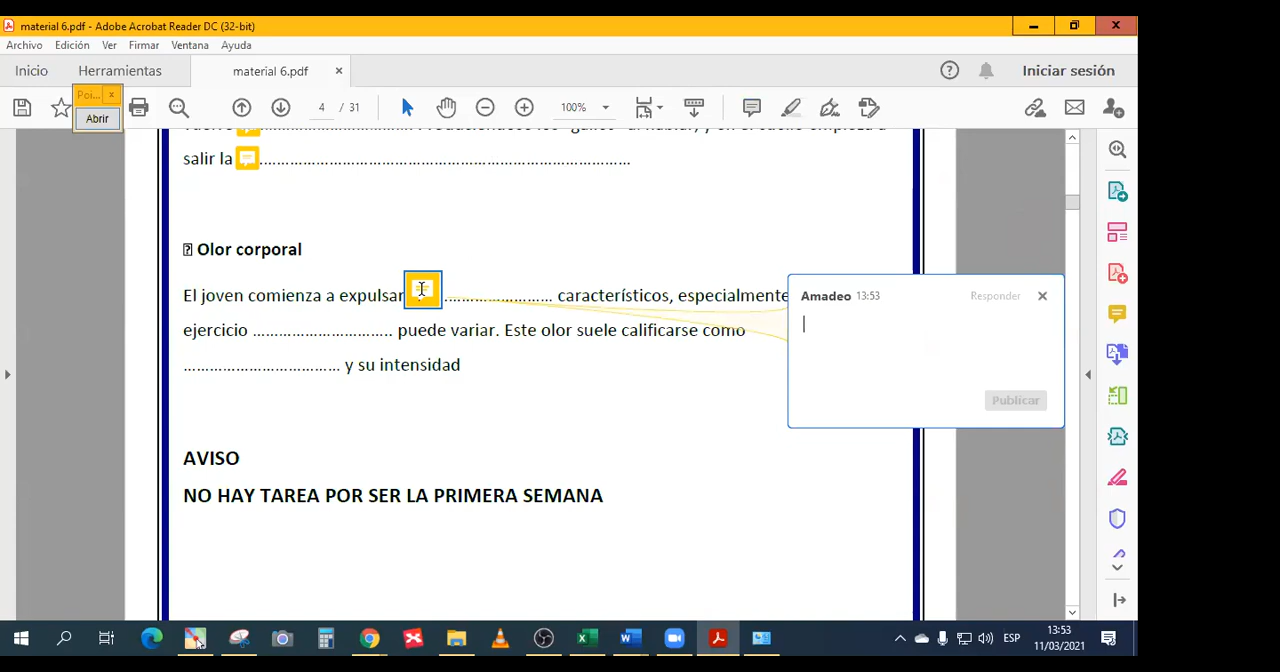 material 6.pdf - Adobe Acrobat Reader DC (32-bit)
Archivo Edición Ver Firmar Ventana Ayuda
Inicio Herramientas material 6.pdf × Iniciar sesión
Poi... x
Abrir
4 / 31 100%
salir la ……………………………………………………………………………
Olor corporal
El joven comienza a expulsar …………………… característicos, especialmente
ejercicio ………………………….. puede variar. Este olor suele calificarse como
……………………………… y su intensidad
Amadeo 13:53 Responder
Publicar
AVISO
NO HAY TAREA POR SER LA PRIMERA SEMANA
ESP
13:53
11/03/2021